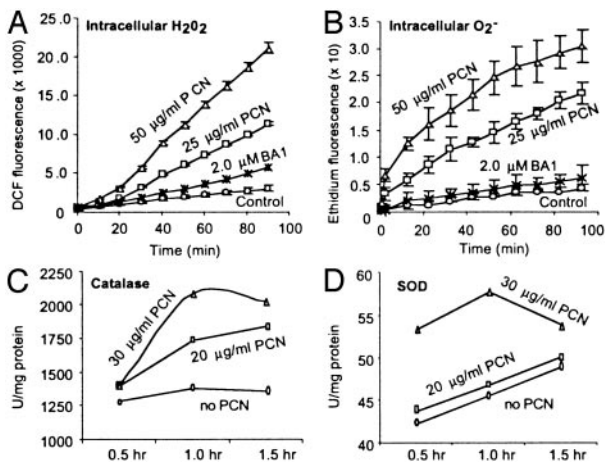 A Intracellular H2O2
DCF fluorescence (x 1000)
25.0
20.0
15.0
10.0
5.0
0.0
50 µg/ml P CN
25 µg/ml PCN
2.0 µM BA1
Control
0 20 40 60 80 100
Time (min)
B Intracellular O2-
Ethidium fluorescence (x 10)
3.5
3.0
2.5
2.0
1.5
1.0
0.5
0
50 µg/ml PCN
25 µg/ml PCN
2.0 µM BA1
Control
0 20 40 60 80 100
Time (min)
C Catalase
U/mg protein
2250
2000
1750
1500
1250
1000
30 µg/ml PCN
20 µg/ml PCN
no PCN
0.5 hr 1.0 hr 1.5 hr
D SOD
U/mg protein
60
55
50
45
40
30 µg/ml PCN
20 µg/ml PCN
no PCN
0.5 hr 1.0 hr 1.5 hr